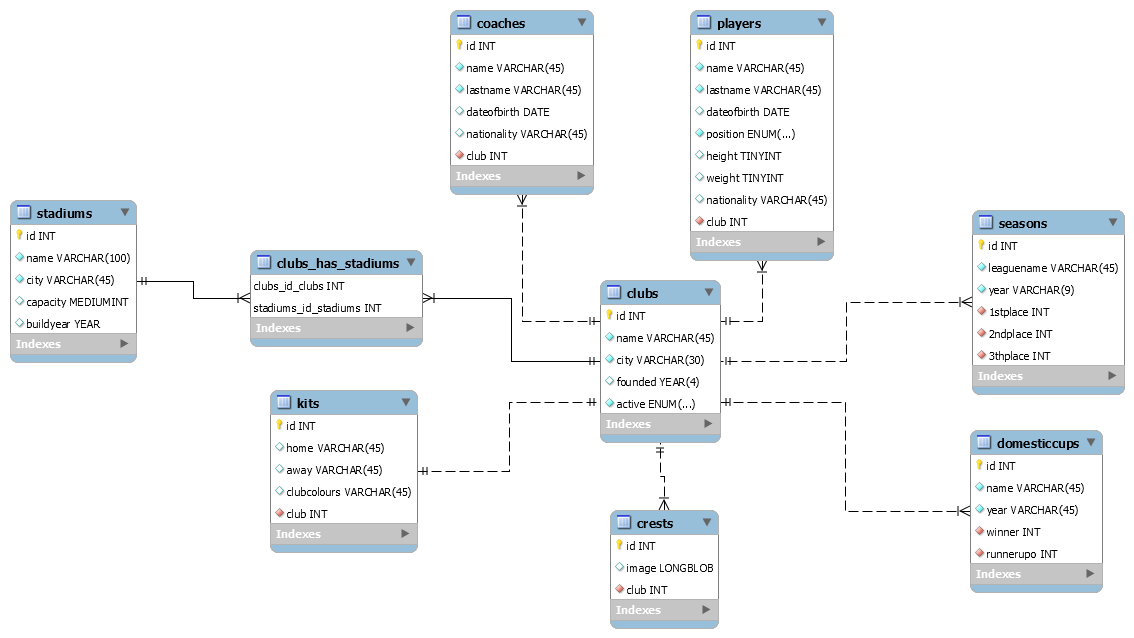 coaches
id INT
name VARCHAR(45)
lastname VARCHAR(45)
dateofbirth DATE
nationality VARCHAR(45)
club INT
Indexes
players
id INT
name VARCHAR(45)
lastname VARCHAR(45)
dateofbirth DATE
position ENUM(...)
height TINYINT
weight TINYINT
nationality VARCHAR(45)
club INT
Indexes
stadiums
id INT
name VARCHAR(100)
city VARCHAR(45)
capacity MEDIUMINT
buildyear YEAR
Indexes
clubs_has_stadiums
clubs_id_clubs INT
stadiums_id_stadiums INT
Indexes
clubs
id INT
name VARCHAR(45)
city VARCHAR(30)
founded YEAR(4)
active ENUM(...)
Indexes
seasons
id INT
leaguename VARCHAR(45)
year VARCHAR(9)
1stplace INT
2ndplace INT
3thplace INT
Indexes
kits
id INT
home VARCHAR(45)
away VARCHAR(45)
clubcolours VARCHAR(45)
club INT
Indexes
crests
id INT
image LONGBLOB
club INT
Indexes
domesticcups
id INT
name VARCHAR(45)
year VARCHAR(45)
winner INT
runnerupo INT
Indexes